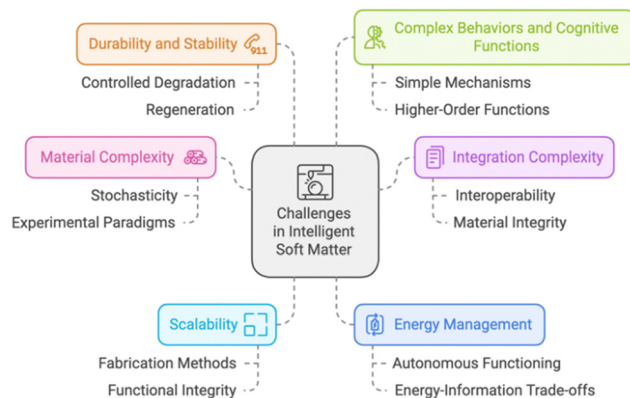 Durability and Stability
911
Controlled Degradation
Regeneration
Complex Behaviors and Cognitive
Functions
Simple Mechanisms
Higher-Order Functions
Material Complexity
Stochasticity
Experimental Paradigms
Challenges
in Intelligent
Soft Matter
Integration Complexity
Interoperability
Material Integrity
Scalability
Fabrication Methods
Functional Integrity
Energy Management
Autonomous Functioning
Energy-Information Trade-offs